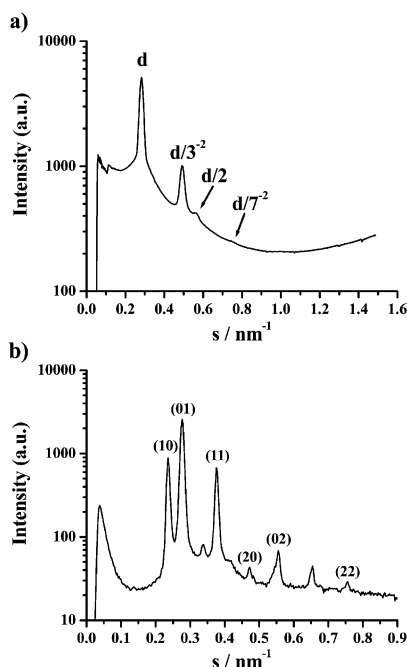 a)
10000
d
Intensity (a.u.)
1000
d/3⁻²
d/2
d/7⁻²
100
0.0 0.2 0.4 0.6 0.8 1.0 1.2 1.4 1.6
s / nm⁻¹
b)
10000
(01)
Intensity (a.u.)
1000
(10)
(11)
100
(20)
(02)
(22)
10
0.0 0.1 0.2 0.3 0.4 0.5 0.6 0.7 0.8 0.9
s / nm⁻¹